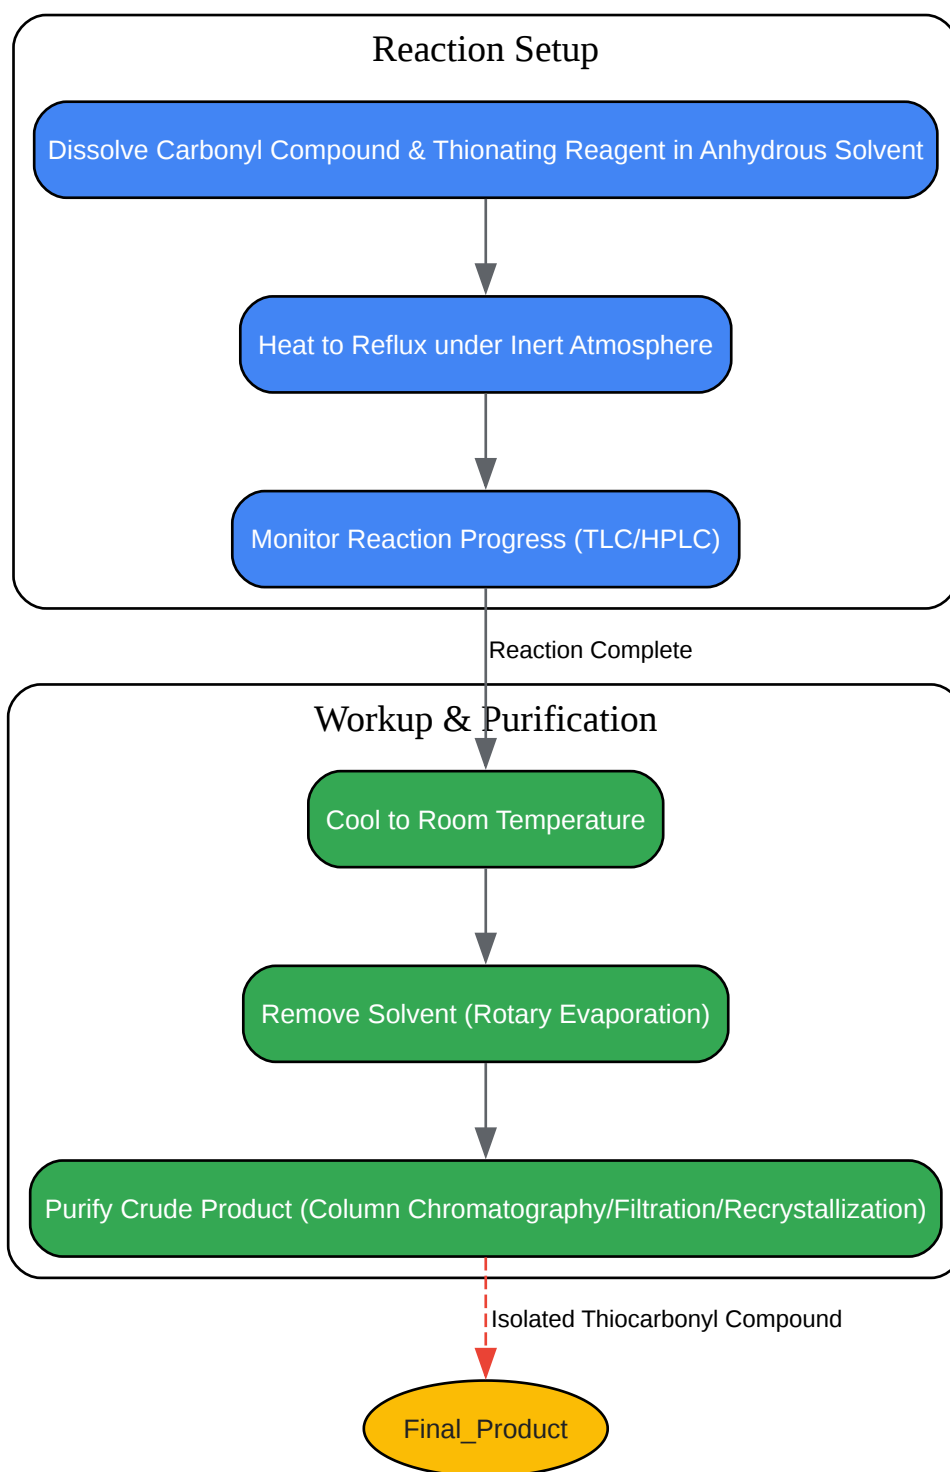 Reaction Setup
Dissolve Carbonyl Compound & Thionating Reagent in Anhydrous Solvent
Heat to Reflux under Inert Atmosphere
Monitor Reaction Progress (TLC/HPLC)
Reaction Complete
Workup & Purification
Cool to Room Temperature
Remove Solvent (Rotary Evaporation)
Purify Crude Product (Column Chromatography/Filtration/Recrystallization)
Isolated Thiocarbonyl Compound
Final_Product